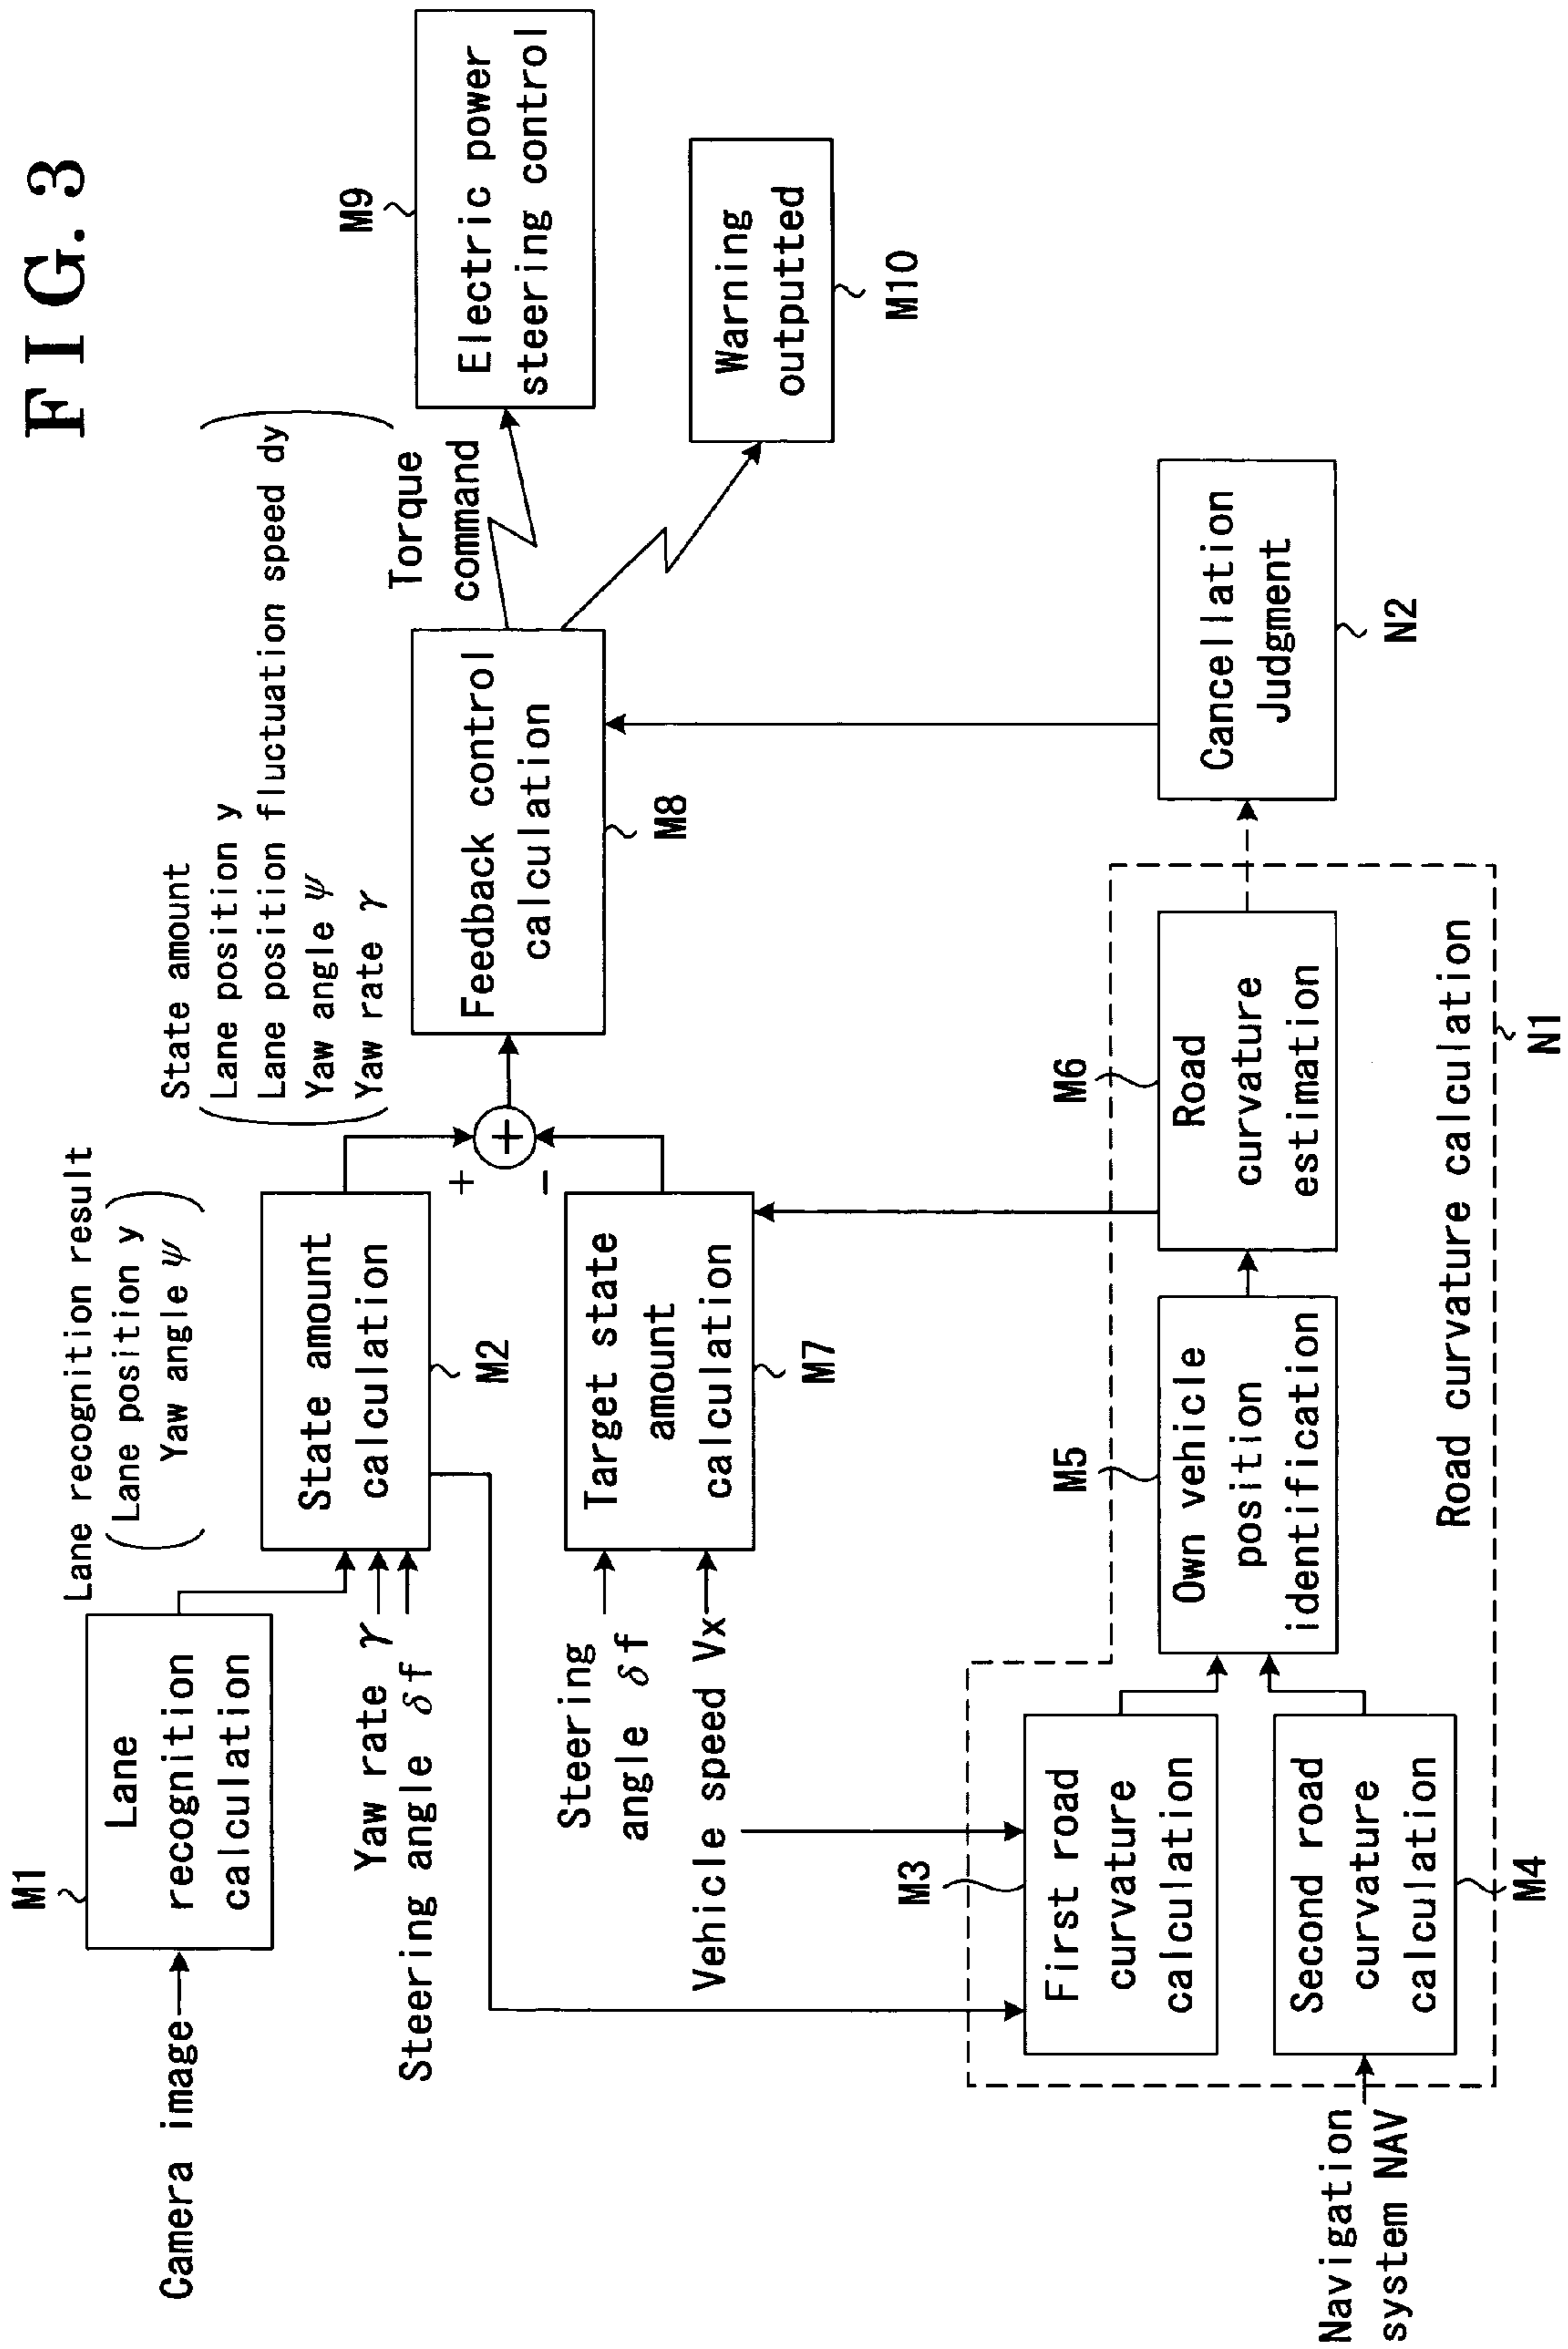 FIG. 3
Camera image
M1
Lane
recognition
calculation
Lane recognition result
Lane position y
Yaw angle ψ
Yaw rate γ
Steering angle δf
State amount
calculation
M2
State amount
Lane position y
Lane position fluctuation speed dy
Yaw angle ψ
Yaw rate γ
+
+
-
Steering
angle δf
Vehicle speed Vx
Target state
amount
calculation
M7
Feedback control
calculation
M8
Torque
command
M9
Electric power
steering control
Warning
outputted
M10
M3
First road
curvature
calculation
Navigation
system NAV
Second road
curvature
calculation
M4
M5
Own vehicle
position
identification
M6
Road
curvature
estimation
Road curvature calculation
N1
Cancellation
Judgment
N2